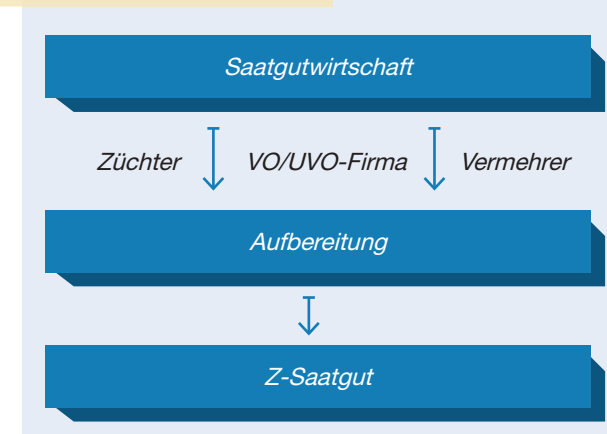 Saatgutwirtschaft
Züchter VO/UVO-Firma Vermehrer
Aufbereitung
Z-Saatgut